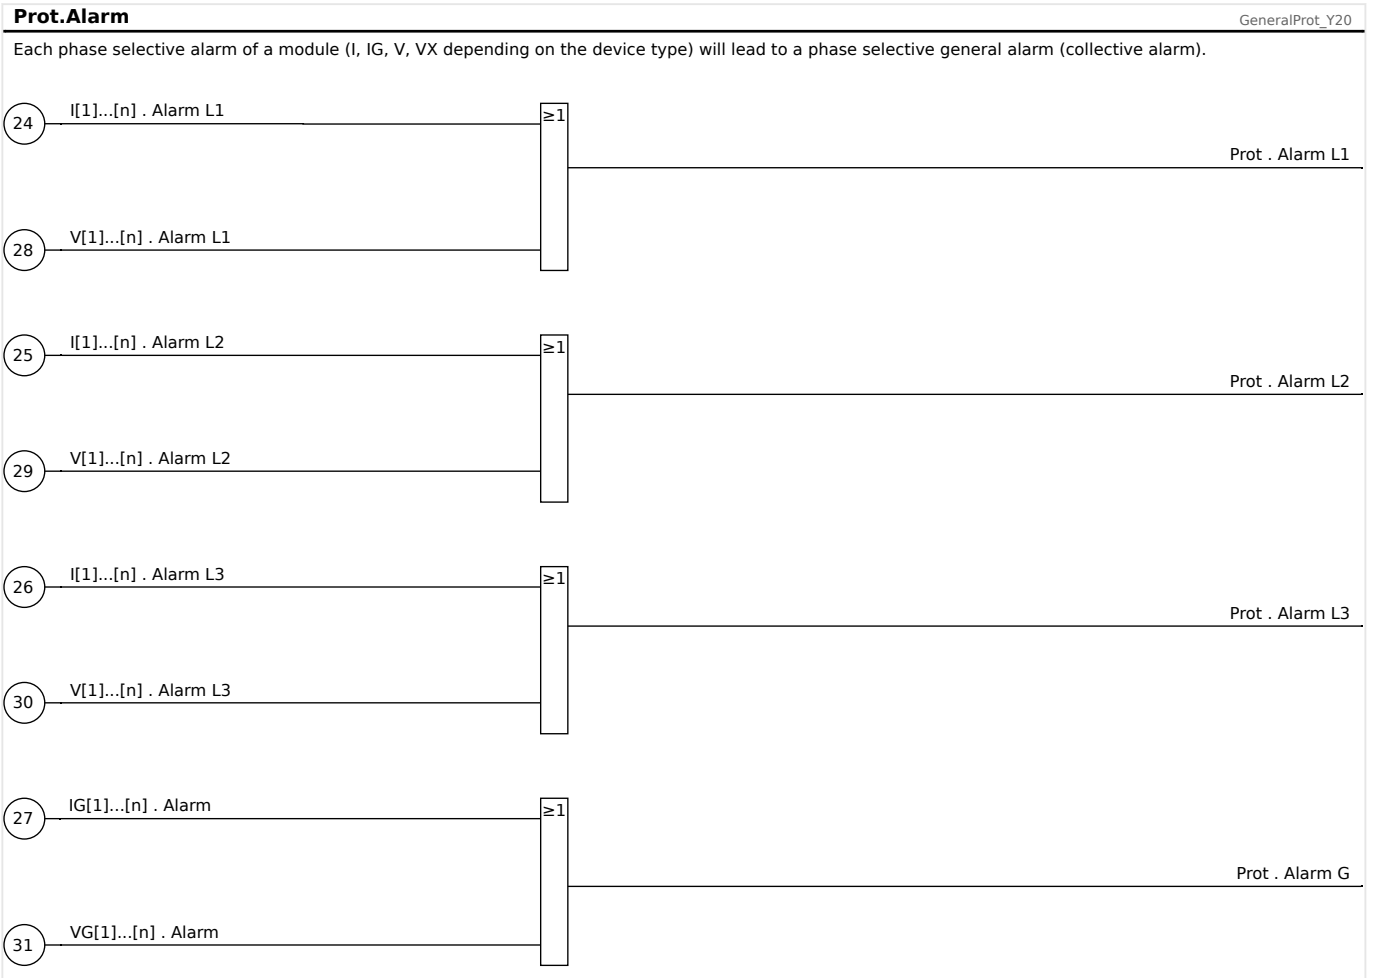 Prot.Alarm
GeneralProt_Y20
Each phase selective alarm of a module (I, IG, V, VX depending on the device type) will lead to a phase selective general alarm (collective alarm).
24
I[1]...[n] . Alarm L1
≥1
Prot . Alarm L1
28
V[1]...[n] . Alarm L1
25
I[1]...[n] . Alarm L2
≥1
Prot . Alarm L2
29
V[1]...[n] . Alarm L2
26
I[1]...[n] . Alarm L3
≥1
Prot . Alarm L3
30
V[1]...[n] . Alarm L3
27
IG[1]...[n] . Alarm
≥1
Prot . Alarm G
31
VG[1]...[n] . Alarm